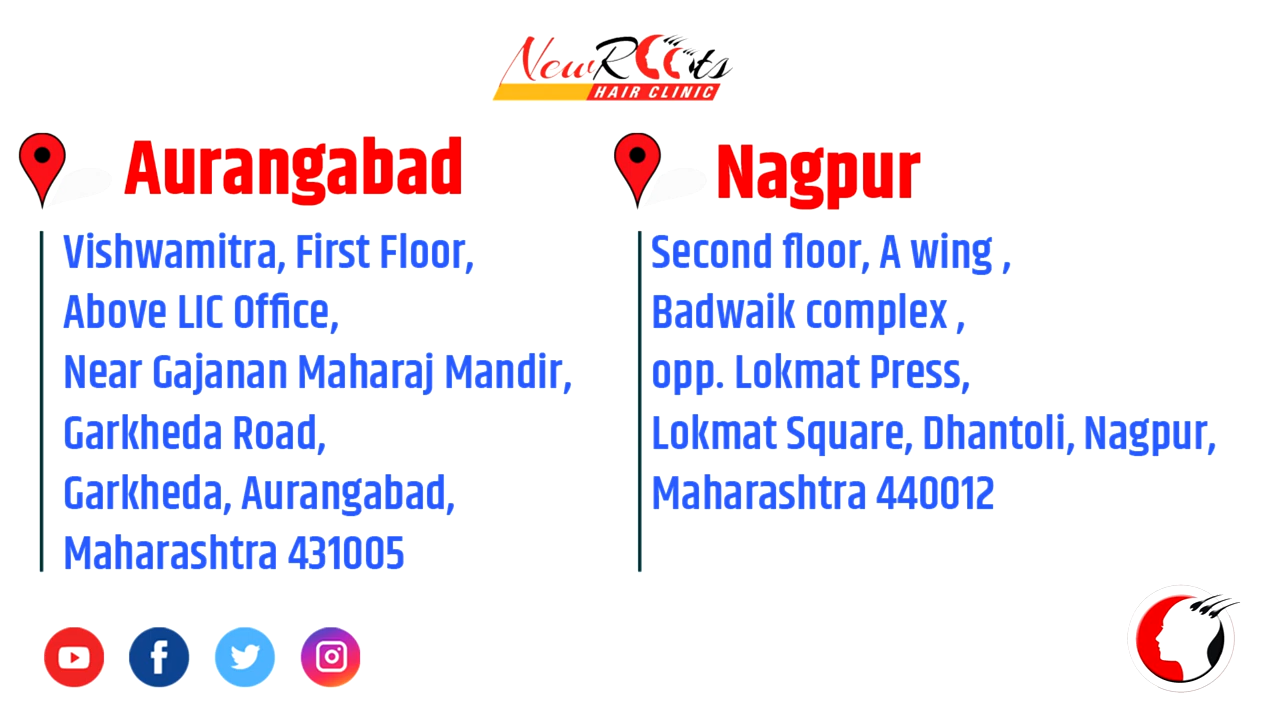 NewRoots
HAIR CLINIC
Aurangabad
Vishwamitra, First Floor,
Above LIC Office,
Near Gajanan Maharaj Mandir,
Garkheda Road,
Garkheda, Aurangabad,
Maharashtra 431005
Nagpur
Second floor, A wing ,
Badwaik complex ,
opp. Lokmat Press,
Lokmat Square, Dhantoli, Nagpur,
Maharashtra 440012